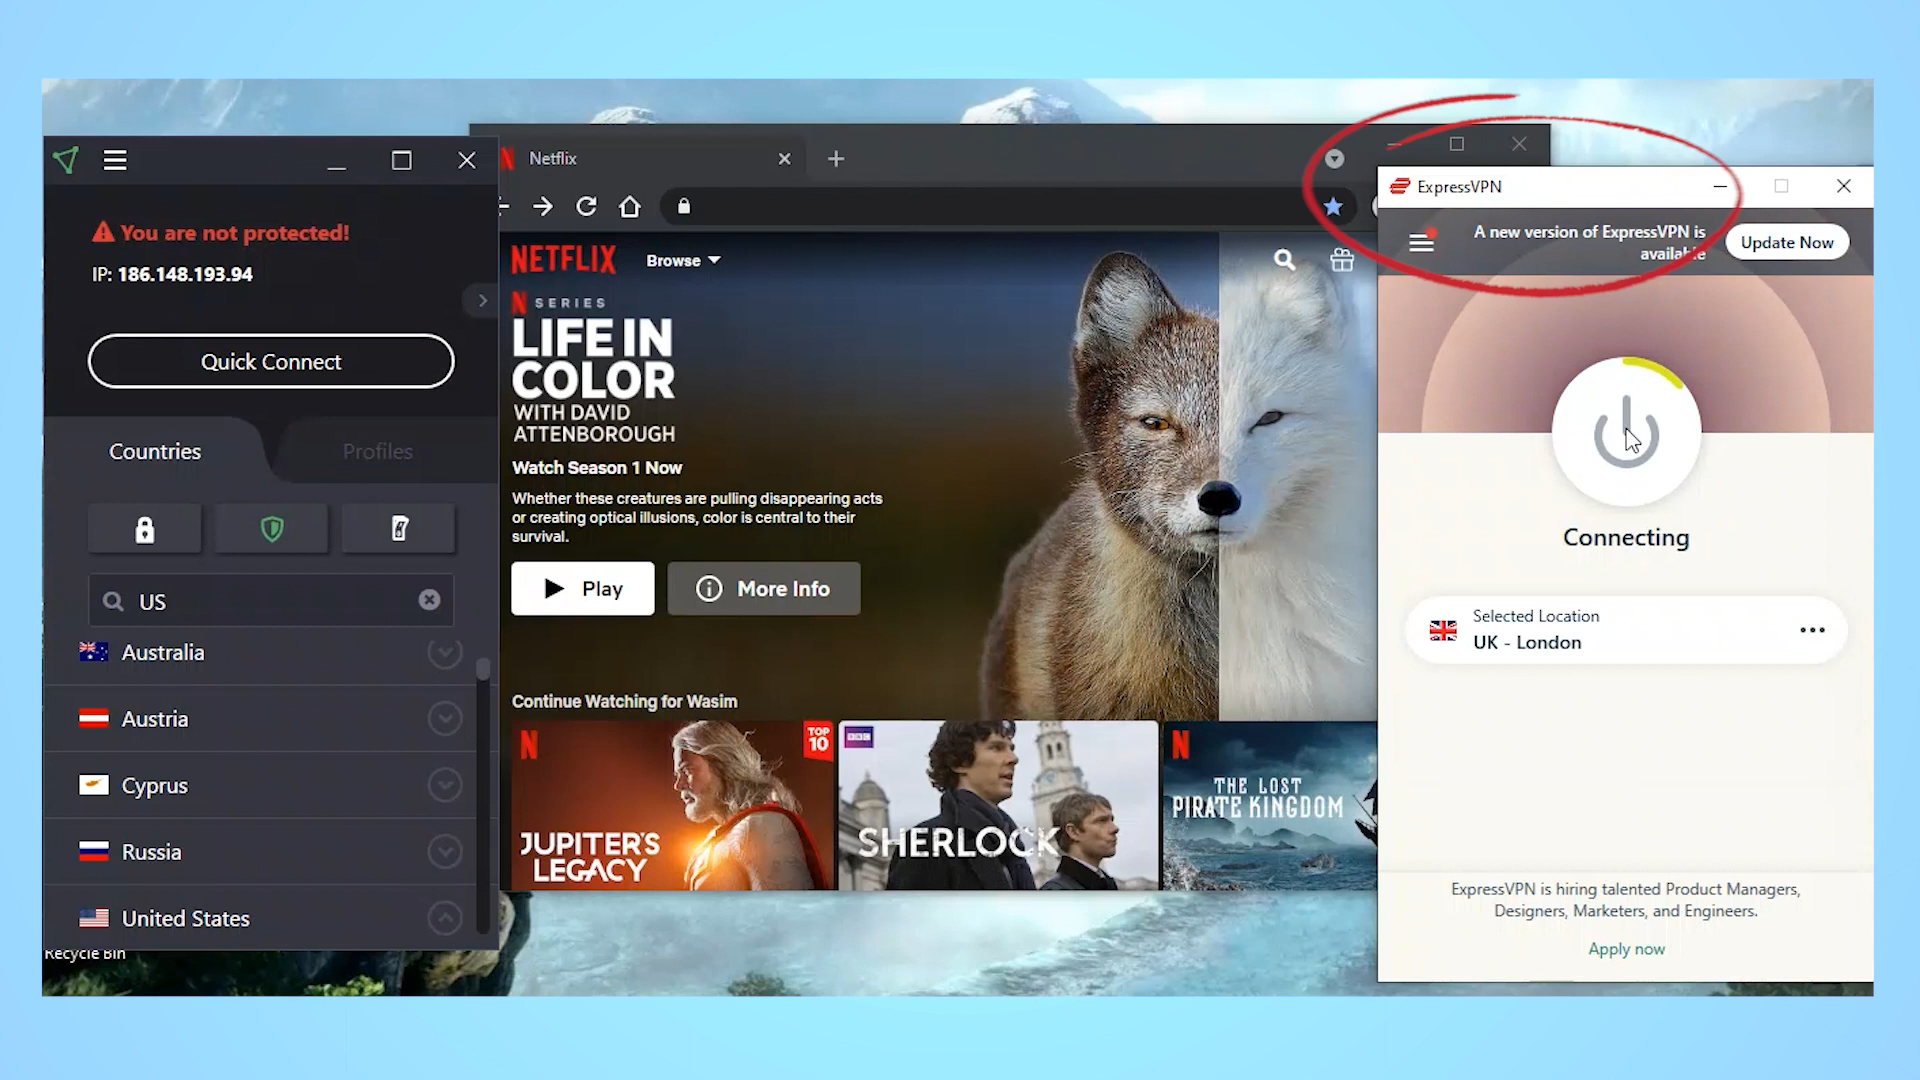 You are not protected!
IP: 186.148.193.94
Quick Connect
Countries
Profiles
US
Australia
Austria
Cyprus
Russia
United States
Recycle Bin
Netflix
NETFLIX
Browse
N SERIES
LIFE IN
COLOR
WITH DAVID
ATTENBOROUGH
Watch Season 1 Now
Whether these creatures are pulling disappearing acts
or creating optical illusions, color is central to their
survival.
Play
More Info
Continue Watching for Wasim
N
TOP
10
JUPITER'S
LEGACY
BBC
SHERLOCK
N
THE LOST
PIRATE KINGDOM
ExpressVPN
A new version of ExpressVPN is
available
Update Now
Connecting
Selected Location
UK - London
ExpressVPN is hiring talented Product Managers,
Designers, Marketers, and Engineers.
Apply now